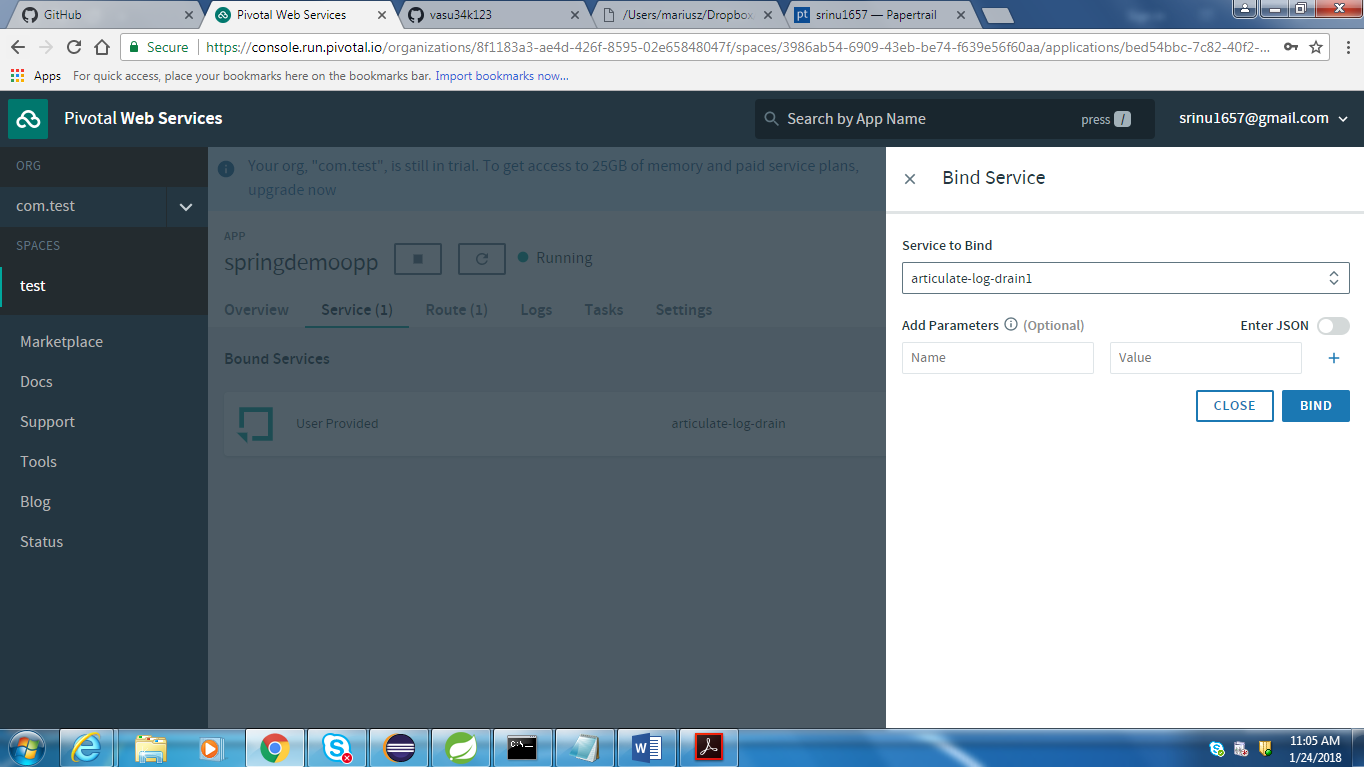 GitHub
Pivotal Web Services
vasu34k123
/Users/mariusz/Dropbox
pt srinu1657 — Papertrail
Secure https://console.run.pivotal.io/organizations/8f1183a3-ae4d-426f-8595-02e65848047f/spaces/3986ab54-6909-43eb-be74-f639e56f60aa/applications/bed54bbc-7c82-40f2-...
Apps For quick access, place your bookmarks here on the bookmarks bar. Import bookmarks now...
Pivotal Web Services
Search by App Name
press /
srinu1657@gmail.com
ORG
com.test
SPACES
test
Marketplace
Docs
Support
Tools
Blog
Status
Your org, "com.test", is still in trial. To get access to 25GB of memory and paid service plans,
upgrade now
APP
springdemoopp
Running
Overview
Service (1)
Route (1)
Logs
Tasks
Settings
Bound Services
User Provided
articulate-log-drain
Bind Service
Service to Bind
articulate-log-drain1
Add Parameters (Optional)
Enter JSON
Name
Value
CLOSE
BIND
11:05 AM
1/24/2018